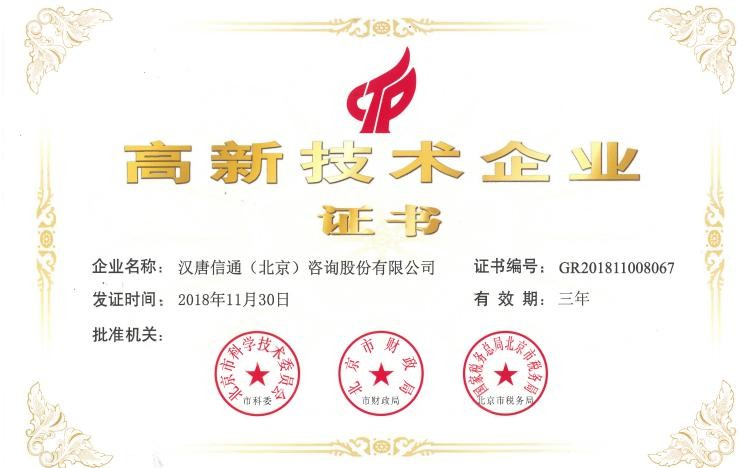 CTP
高新技术企业
证书
企业名称：汉唐信通（北京）咨询股份有限公司 证书编号：GR201811008067
发证时间：2018年11月30日 有效期：三年
批准机关：
北京市科学技术委员会 北京市财政局 国家税务总局北京市税务局
市科委 市财政局 北京市税务局